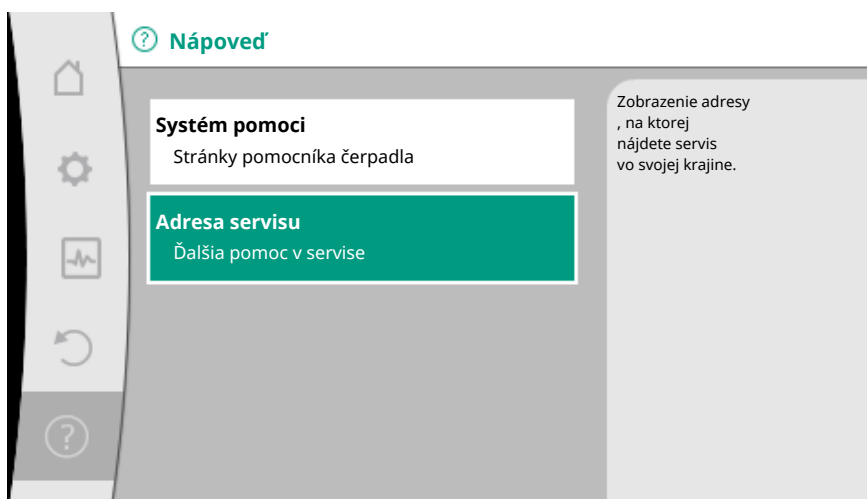 Nápoveď
Systém pomoci
Stránky pomocníka čerpadla
Adresa servisu
Ďalšia pomoc v servise
Zobrazenie adresy
, na ktorej
nájdete servis
vo svojej krajine.